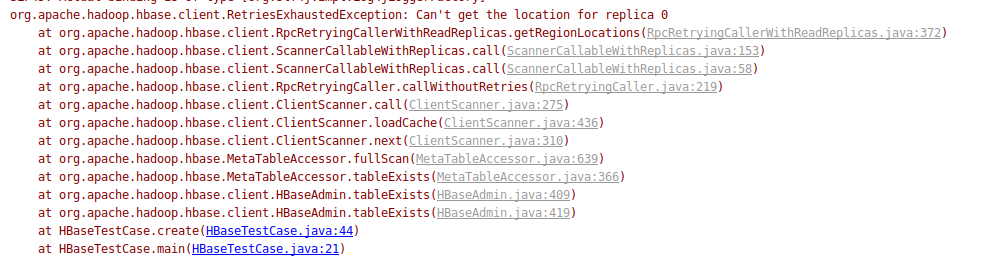 org.apache.hadoop.hbase.client.RetriesExhaustedException: Can't get the location for replica 0
at org.apache.hadoop.hbase.client.RpcRetryingCallerWithReadReplicas.getRegionLocations(RpcRetryingCallerWithReadReplicas.java:372)
at org.apache.hadoop.hbase.client.ScannerCallableWithReplicas.call(ScannerCallableWithReplicas.java:153)
at org.apache.hadoop.hbase.client.ScannerCallableWithReplicas.call(ScannerCallableWithReplicas.java:58)
at org.apache.hadoop.hbase.client.RpcRetryingCaller.callWithoutRetries(RpcRetryingCaller.java:219)
at org.apache.hadoop.hbase.client.ClientScanner.call(ClientScanner.java:275)
at org.apache.hadoop.hbase.client.ClientScanner.loadCache(ClientScanner.java:436)
at org.apache.hadoop.hbase.client.ClientScanner.next(ClientScanner.java:310)
at org.apache.hadoop.hbase.MetaTableAccessor.fullScan(MetaTableAccessor.java:639)
at org.apache.hadoop.hbase.MetaTableAccessor.tableExists(MetaTableAccessor.java:366)
at org.apache.hadoop.hbase.client.HBaseAdmin.tableExists(HBaseAdmin.java:409)
at org.apache.hadoop.hbase.client.HBaseAdmin.tableExists(HBaseAdmin.java:419)
at HBaseTestCase.create(HBaseTestCase.java:44)
at HBaseTestCase.main(HBaseTestCase.java:21)